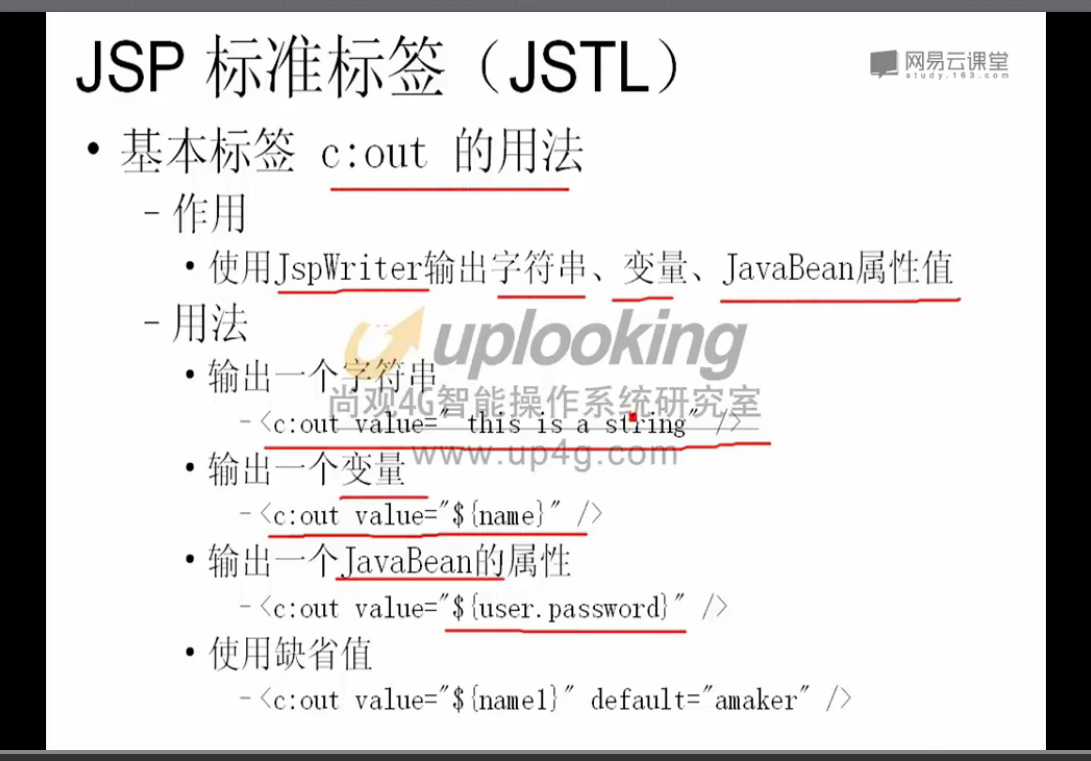 JSP 标准标签（JSTL）
网易云课堂
study.163.com
• 基本标签 c:out 的用法
– 作用
• 使用JspWriter输出字符串、变量、JavaBean属性值
– 用法
uplooking
• 输出一个字符串
尚观4G智能操作系统研究室
–<c:out value=" this is a string" />
www.up4g.com
• 输出一个变量
–<c:out value="${name}" />
• 输出一个JavaBean的属性
–<c:out value="${user.password}" />
• 使用缺省值
–<c:out value="${name1}" default="amaker" />